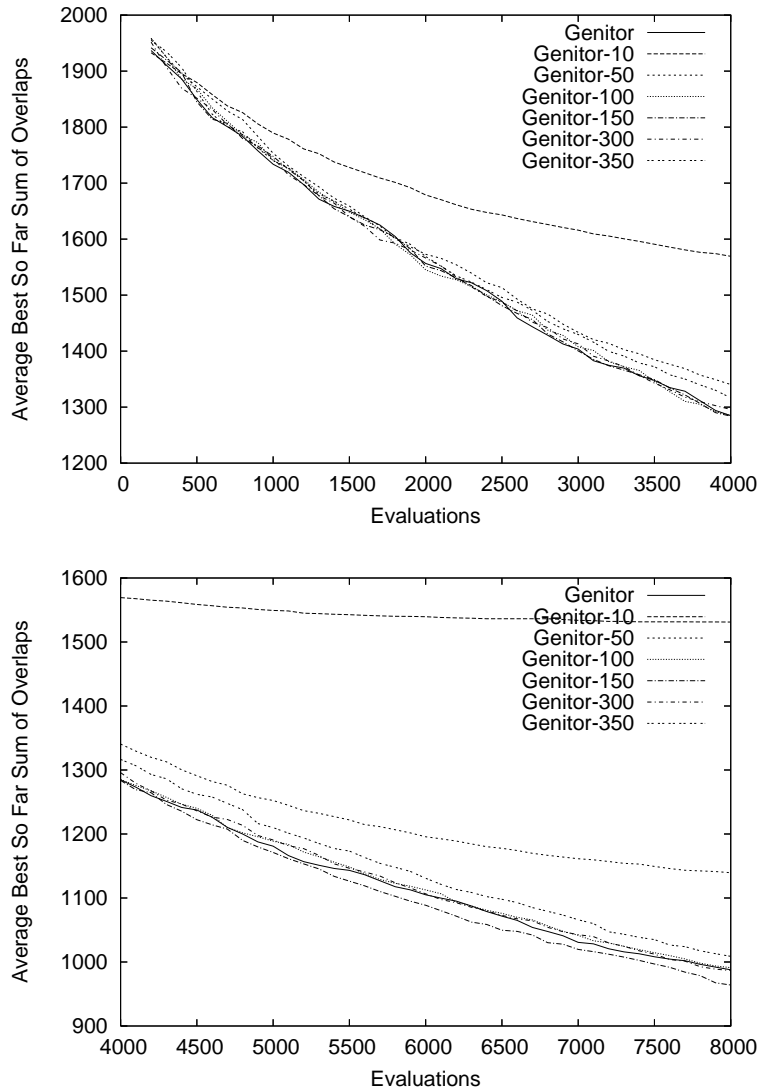 2000
1900
1800
1700
1600
1500
1400
1300
1200
Average Best So Far Sum of Overlaps
Genitor
Genitor-10
Genitor-50
Genitor-100
Genitor-150
Genitor-300
Genitor-350
0 500 1000 1500 2000 2500 3000 3500 4000
Evaluations
1600
1500
1400
1300
1200
1100
1000
900
Average Best So Far Sum of Overlaps
Genitor
Genitor-10
Genitor-50
Genitor-100
Genitor-150
Genitor-300
Genitor-350
4000 4500 5000 5500 6000 6500 7000 7500 8000
Evaluations